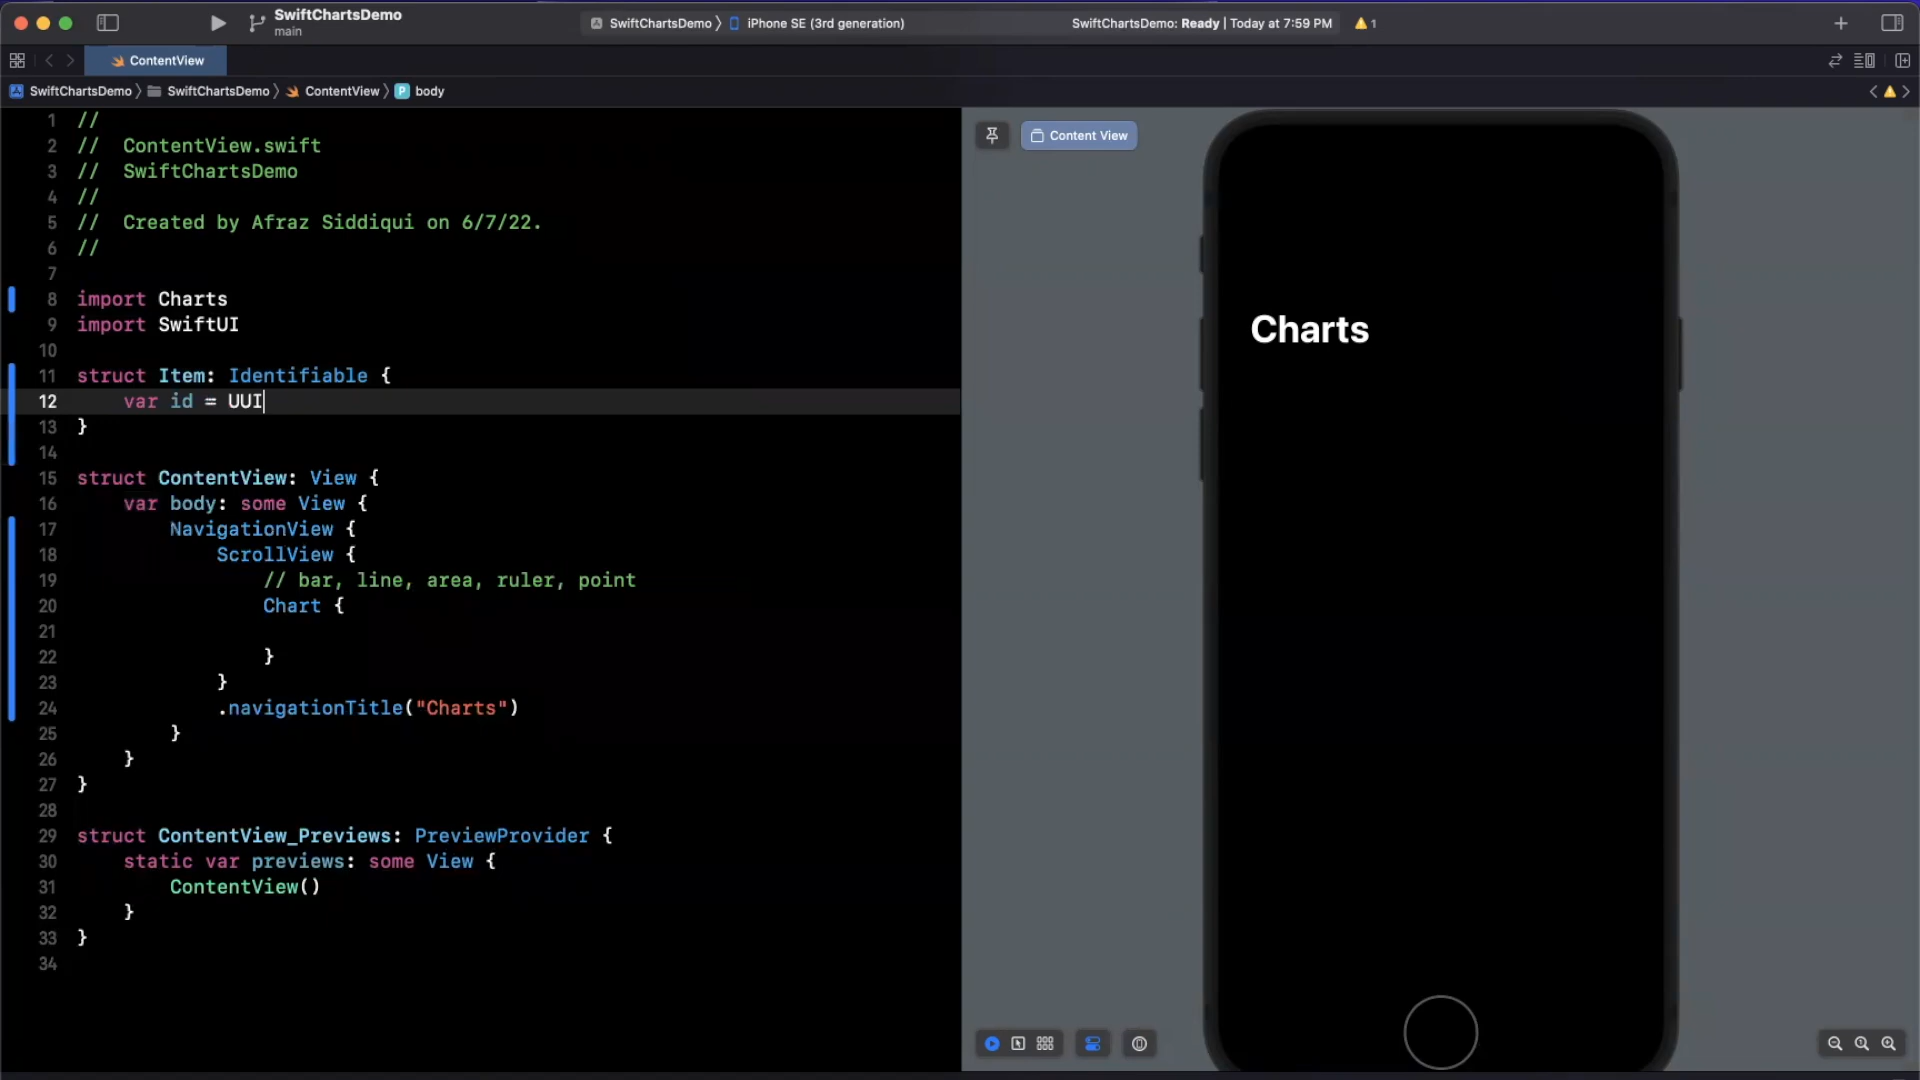 SwiftChartsDemo
main
SwiftChartsDemo 〉 iPhone SE (3rd generation)
SwiftChartsDemo: Ready | Today at 7:59 PM
1
ContentView
SwiftChartsDemo 〉 SwiftChartsDemo 〉 ContentView 〉 P body
1 //
2 //  ContentView.swift
3 //  SwiftChartsDemo
4 //
5 //  Created by Afraz Siddiqui on 6/7/22.
6 //
7
8 import Charts
9 import SwiftUI
10
11 struct Item: Identifiable {
12     var id = UUI
13 }
14
15 struct ContentView: View {
16     var body: some View {
17         NavigationView {
18             ScrollView {
19                 // bar, line, area, ruler, point
20                 Chart {
21
22                 }
23             }
24             .navigationTitle("Charts")
25         }
26     }
27 }
28
29 struct ContentView_Previews: PreviewProvider {
30     static var previews: some View {
31         ContentView()
32     }
33 }
34
Content View
Charts